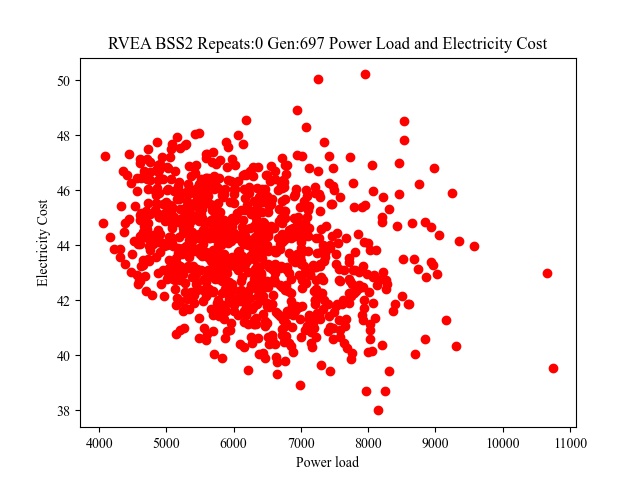 RVEA BSS2 Repeats:0 Gen:697 Power Load and Electricity Cost
50
48
46
44
42
40
38
Electricity Cost
4000 5000 6000 7000 8000 9000 10000 11000
Power load